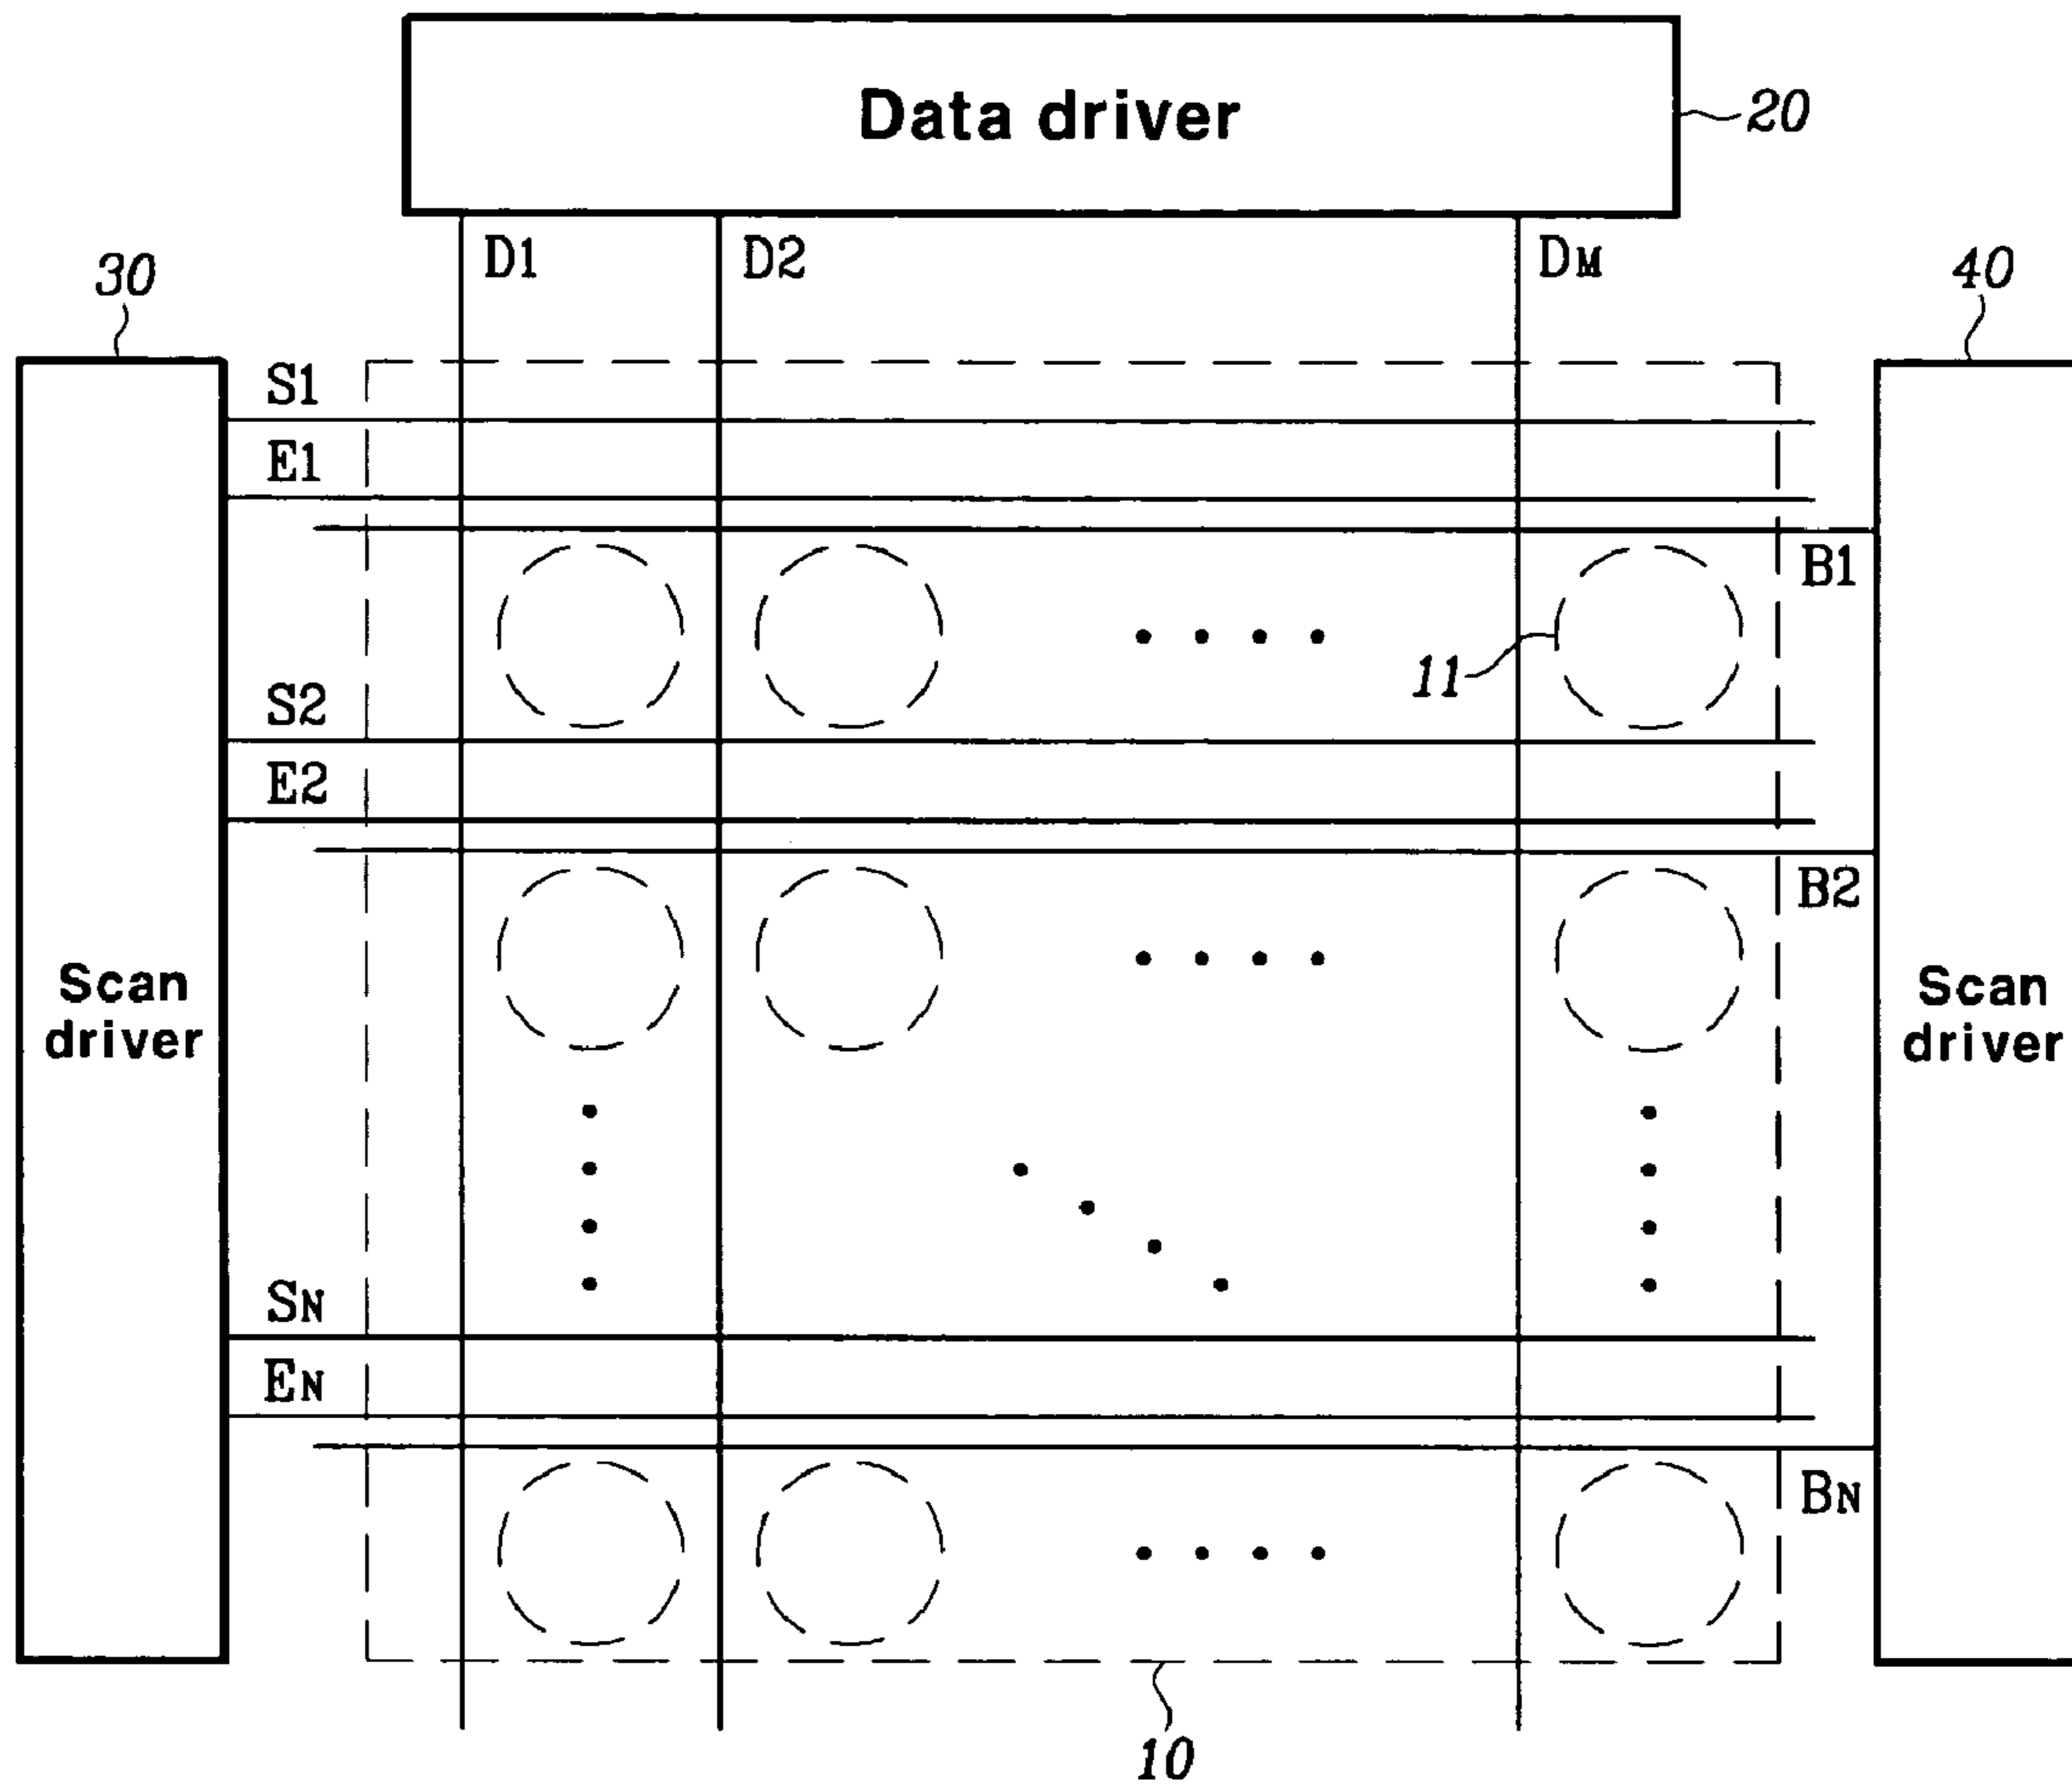 Data driver
20
D1 D2 DM
30
40
S1
E1
B1
11
S2
E2
B2
Scan
driver
Scan
driver
SN
EN
BN
10